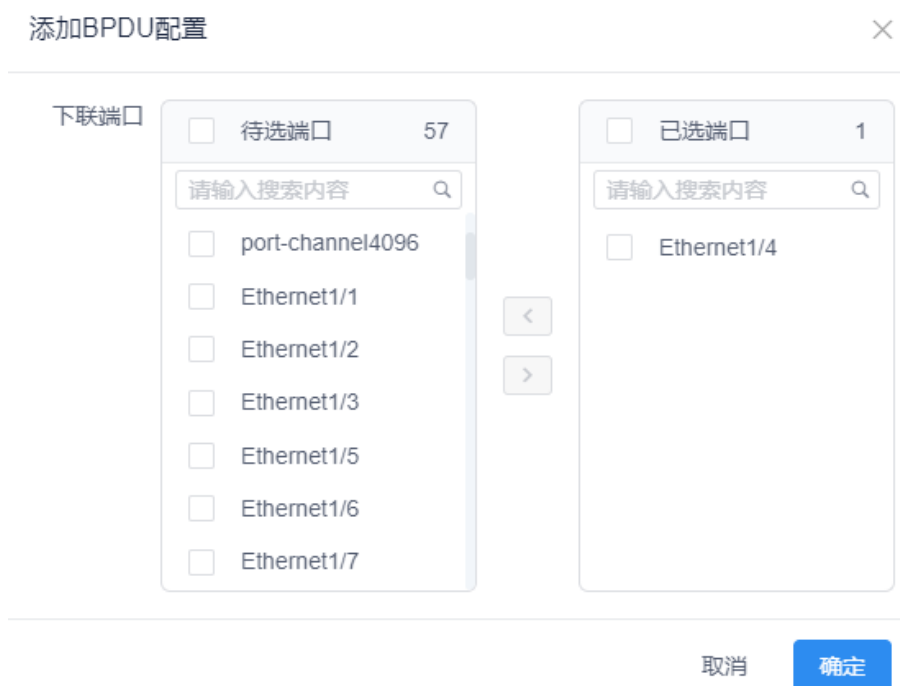 添加BPDU配置
下联端口
待选端口 57
请输入搜索内容
port-channel4096
Ethernet1/1
Ethernet1/2
Ethernet1/3
Ethernet1/5
Ethernet1/6
Ethernet1/7
已选端口 1
请输入搜索内容
Ethernet1/4
取消 确定